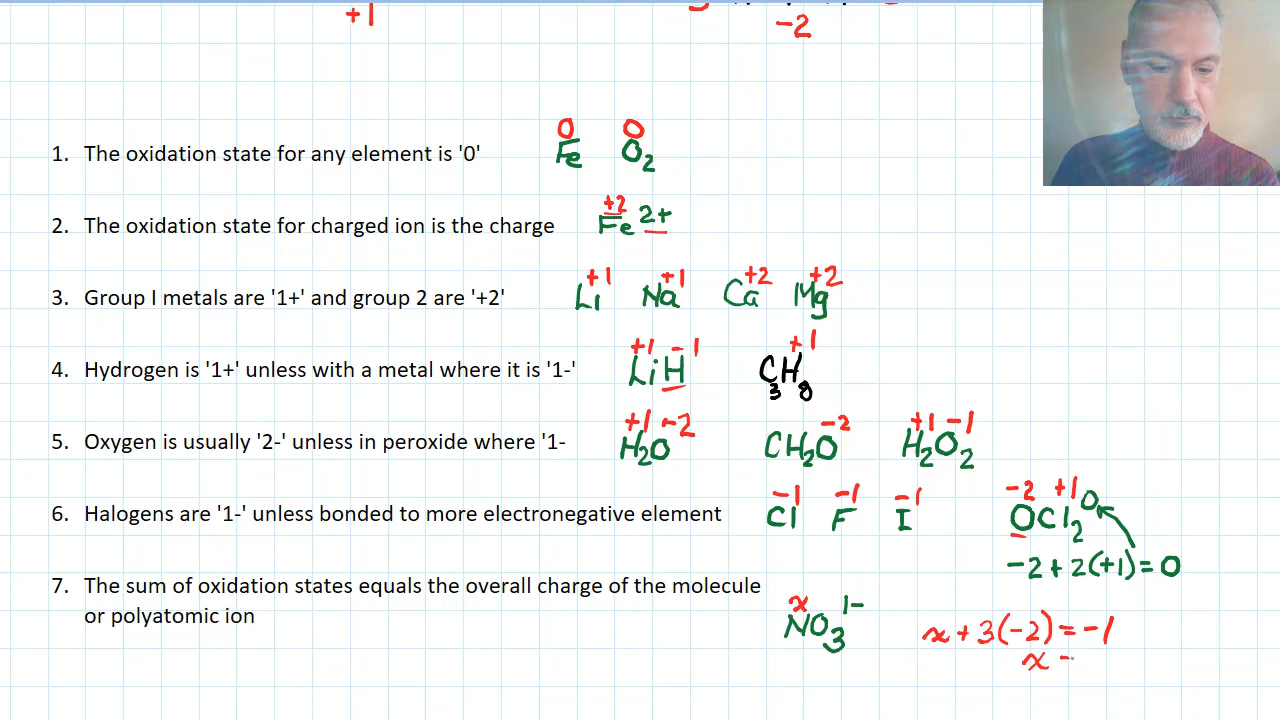 +1
-2
1. The oxidation state for any element is '0' Fe 0 O2 0
2. The oxidation state for charged ion is the charge Fe 2+ +2
3. Group I metals are '1+' and group 2 are '+2' Li +1 Na +1 Ca +2 Mg +2
4. Hydrogen is '1+' unless with a metal where it is '1-' LiH +1 -1 C3H8 +1
5. Oxygen is usually '2-' unless in peroxide where '1- H2O +1 -2 CH2O -2 H2O2 +1 -1
6. Halogens are '1-' unless bonded to more electronegative element Cl -1 F -1 I -1 OCl2 0 -2 +1
-2+2(+1)=0
7. The sum of oxidation states equals the overall charge of the molecule
or polyatomic ion
x
NO3 1-
x+3(-2)=-1
x -